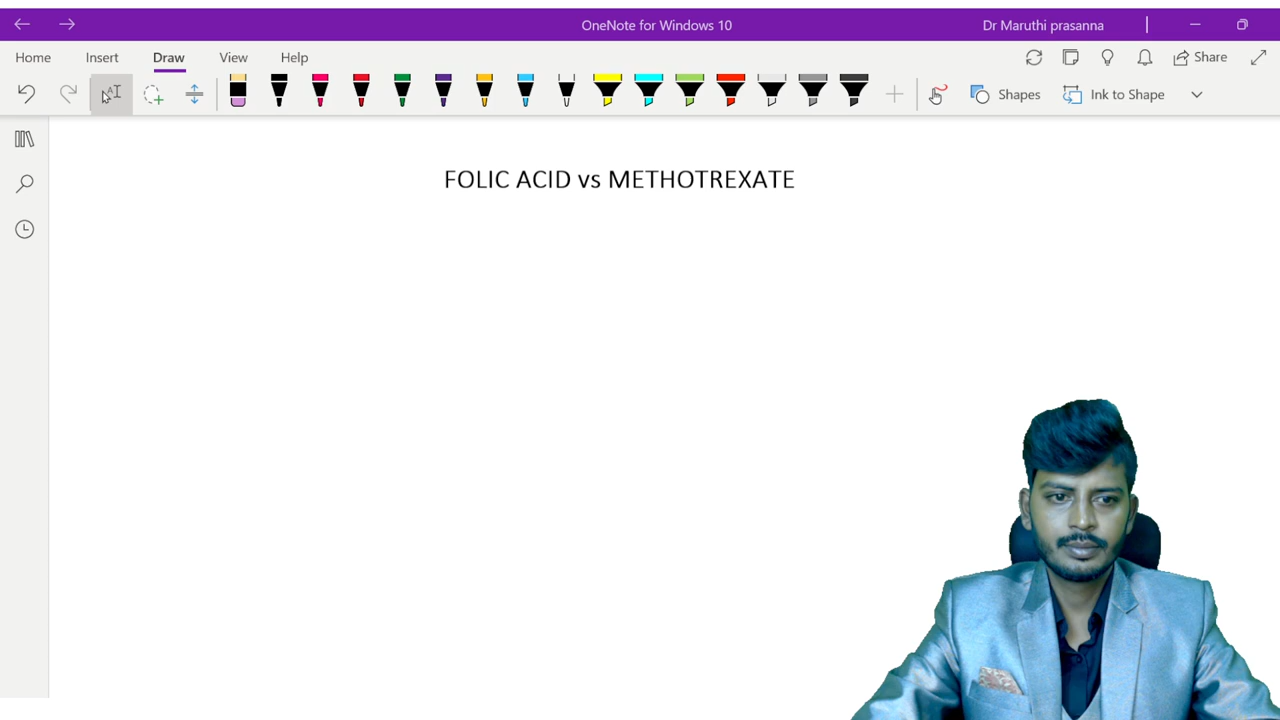 OneNote for Windows 10
Dr Maruthi prasanna
Home Insert Draw View Help
Share
Shapes
Ink to Shape
FOLIC ACID vs METHOTREXATE